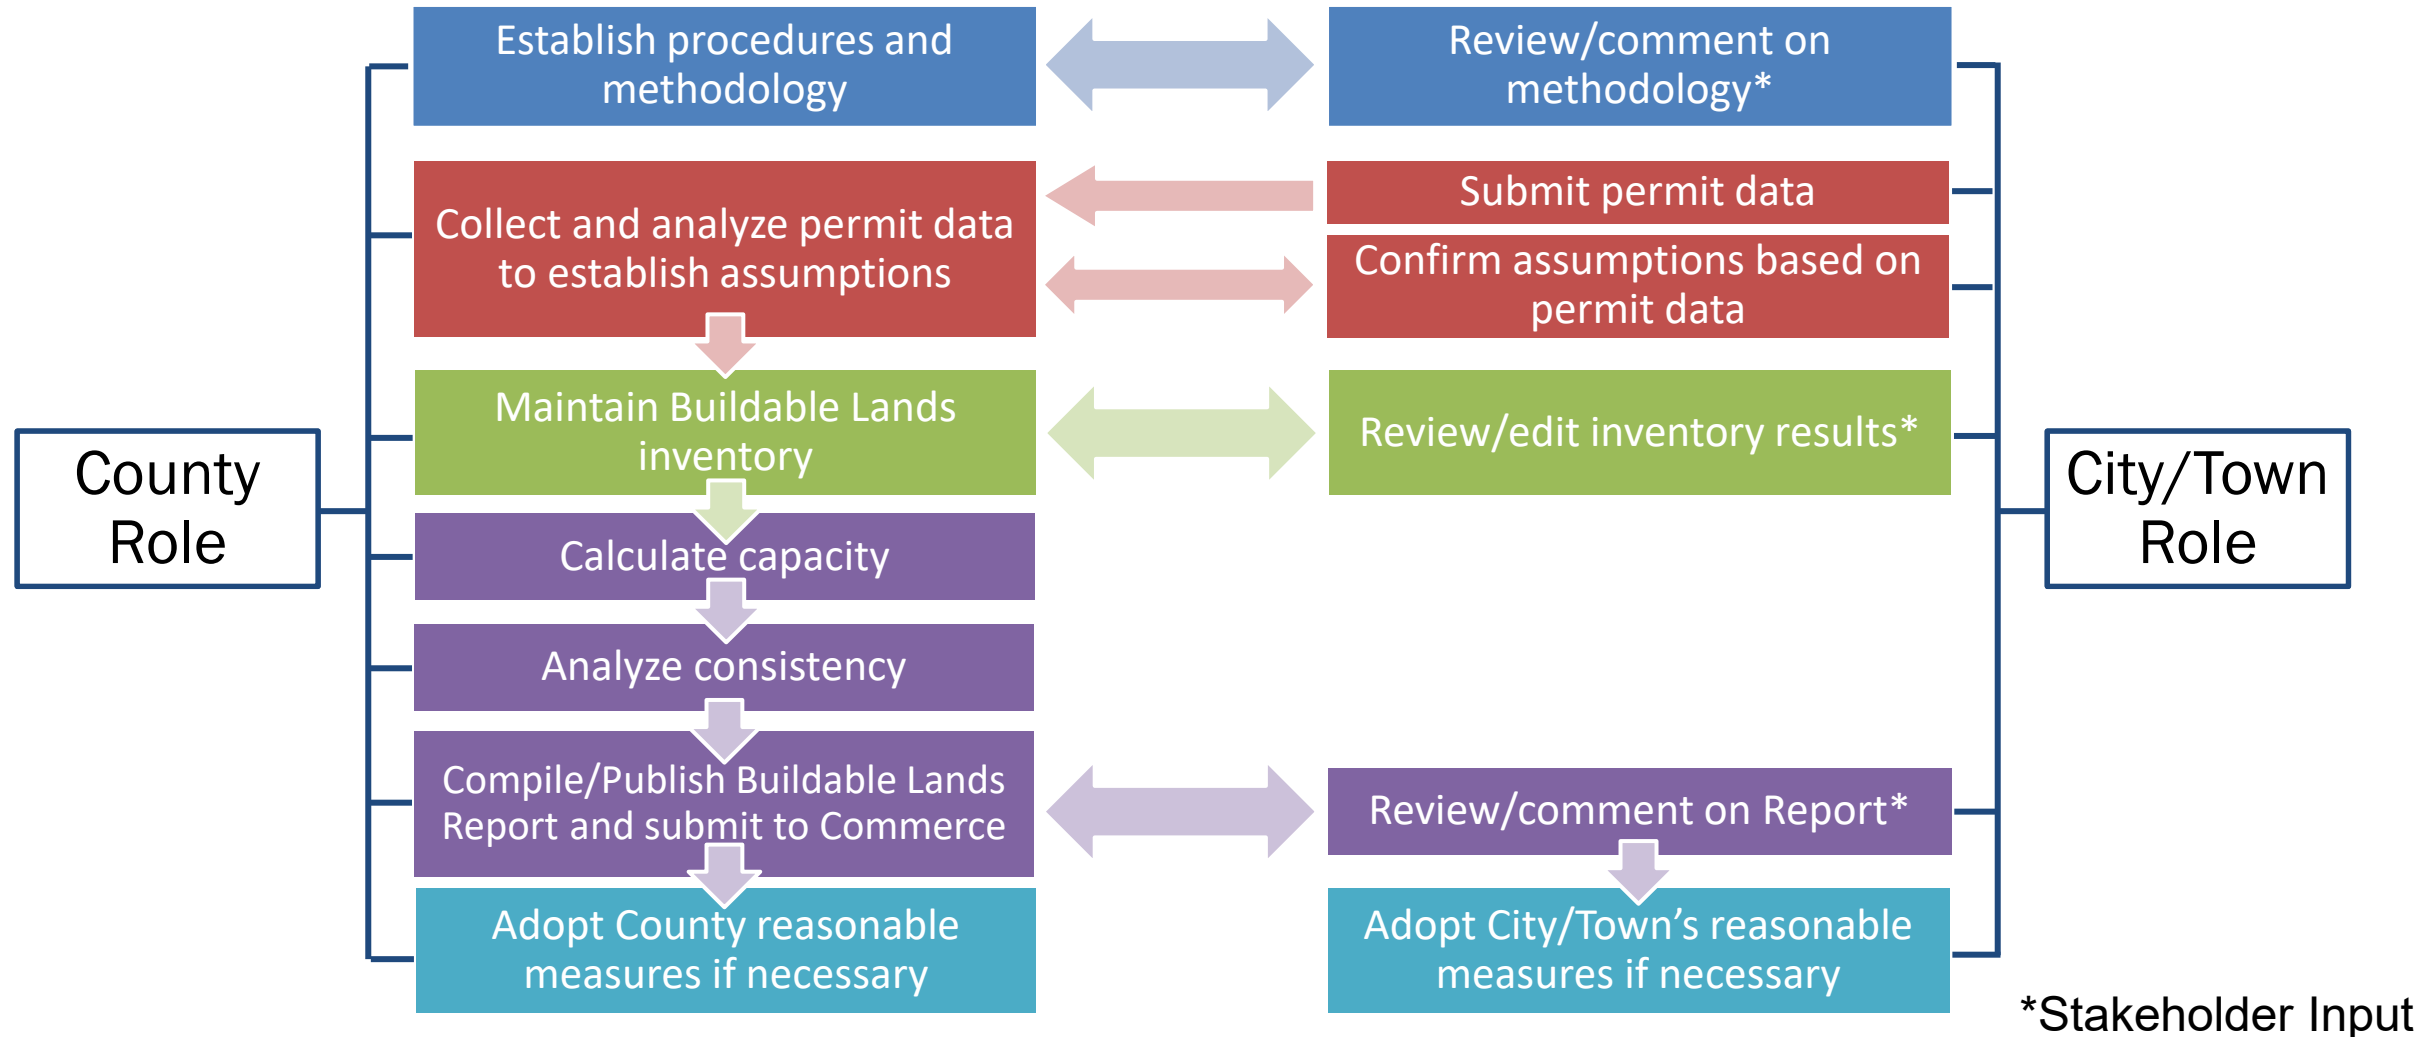 Establish procedures and
methodology
Review/comment on
methodology*
Collect and analyze permit data
to establish assumptions
Submit permit data
Confirm assumptions based on
permit data
Maintain Buildable Lands
inventory
Review/edit inventory results*
County
Role
City/Town
Role
Calculate capacity
Analyze consistency
Compile/Publish Buildable Lands
Report and submit to Commerce
Review/comment on Report*
Adopt County reasonable
measures if necessary
Adopt City/Town’s reasonable
measures if necessary
*Stakeholder Input